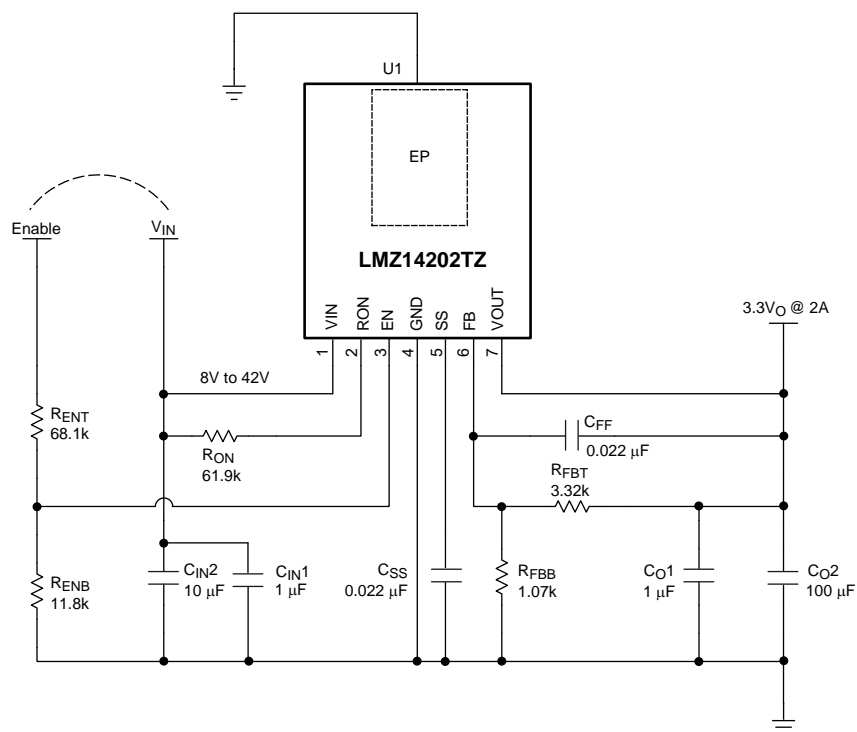 U1
EP
Enable
VIN
LMZ14202TZ
3.3VO @ 2A
VIN
RON
EN
GND
SS
FB
VOUT
1
2
3
4
5
6
7
8V to 42V
RENT
68.1k
RON
61.9k
CFF
0.022 μF
RFBT
3.32k
RENB
11.8k
CIN2
10 μF
CIN1
1 μF
CSS
0.022 μF
RFBB
1.07k
CO1
1 μF
CO2
100 μF